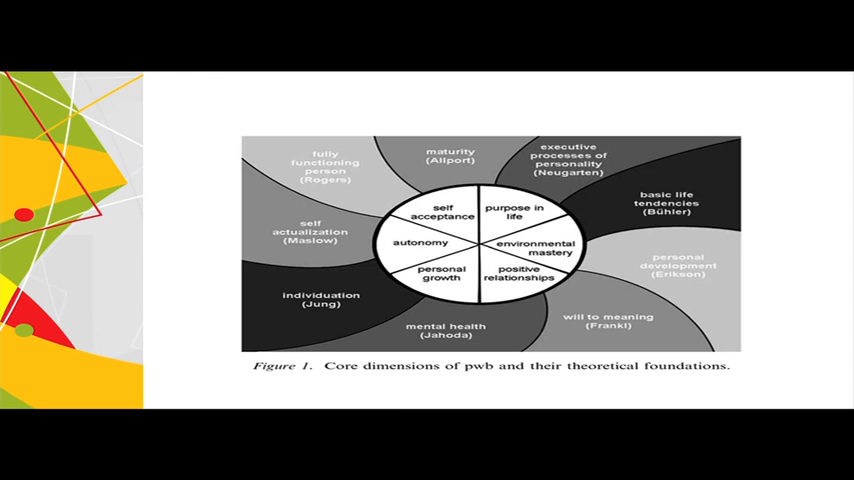 fully
functioning
person
(Rogers)
maturity
(Allport)
executive
processes of
personality
(Neugarten)
basic life
tendencies
(Bühler)
self
actualization
(Maslow)
self
acceptance
purpose in
life
autonomy
environmental
mastery
personal
growth
positive
relationships
personal
development
(Erikson)
individuation
(Jung)
mental health
(Jahoda)
will to meaning
(Frankl)
Figure 1. Core dimensions of pwb and their theoretical foundations.